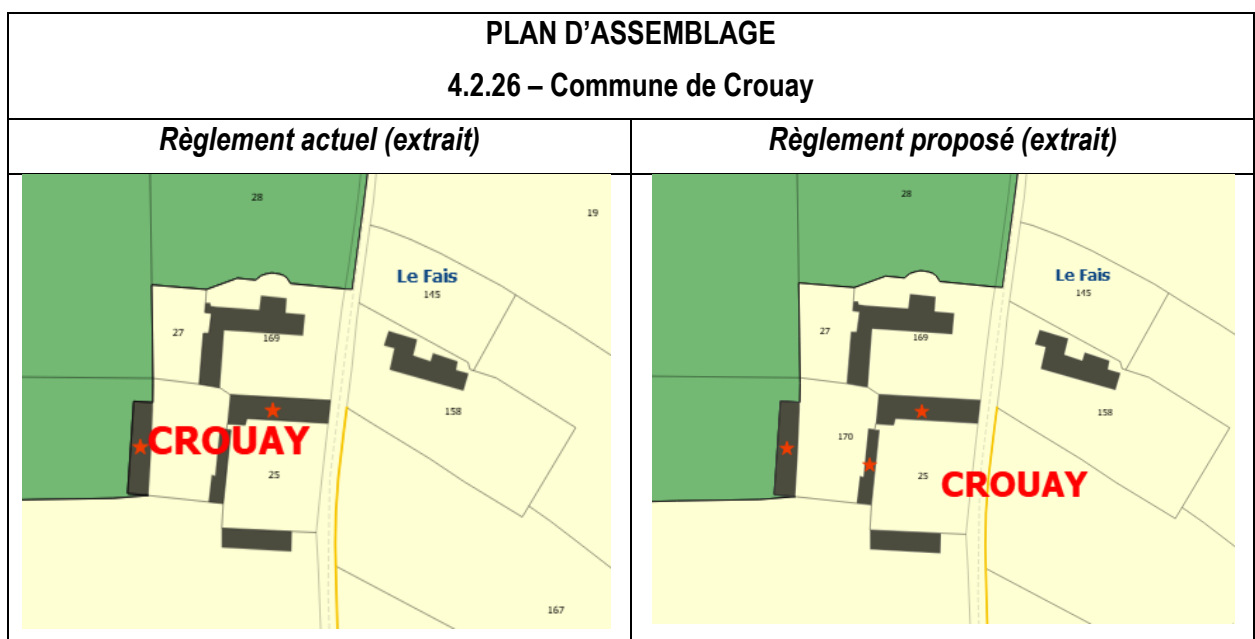 PLAN D’ASSEMBLAGE
4.2.26 – Commune de Crouay
Règlement actuel (extrait)
Règlement proposé (extrait)
28
19
Le Fais
145
27
169
158
CROUAY
25
167
28
Le Fais
145
27
169
158
170
25
CROUAY